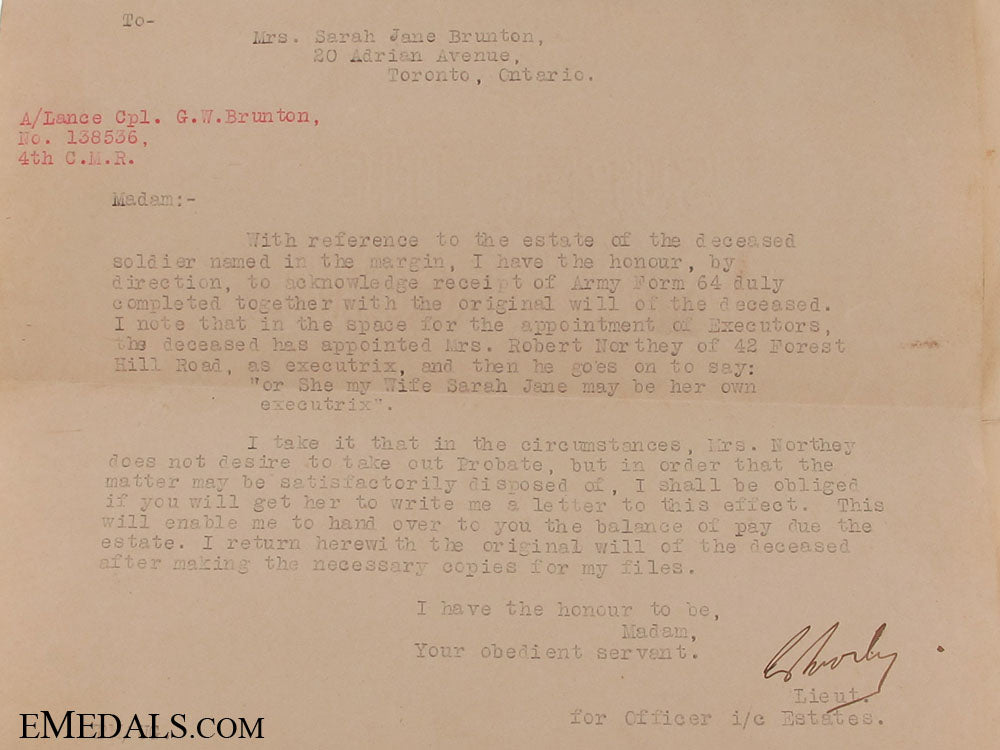 To-
Mrs. Sarah Jane Brunton,
20 Adrian Avenue,
Toronto, Ontario.
A/Lance Cpl. G.W.Brunton,
No. 138536,
4th C.M.R.
Madam:-
With reference to the estate of the deceased
soldier named in the margin, I have the honour, by
direction, to acknowledge receipt of Army Form 64 duly
completed together with the original will of the deceased.
I note that in the space for the appointment of Executors,
the deceased has appointed Mrs. Robert Northey of 42 Forest
Hill Road, as executrix, and then he goes on to say:
"or She my Wife Sarah Jane may be her own
executrix".
I take it that in the circumstances, Mrs. Northey
does not desire to take out Probate, but in order that the
matter may be satisfactorily disposed of, I shall be obliged
if you will get her to write me a letter to this effect. This
will enable me to hand over to you the balance of pay due the
estate. I return herewith the original will of the deceased
after making the necessary copies for my files.
I have the honour to be,
Madam,
Your obedient servant.
Lieut.
for Officer i/c Estates.
EMEDALS.COM